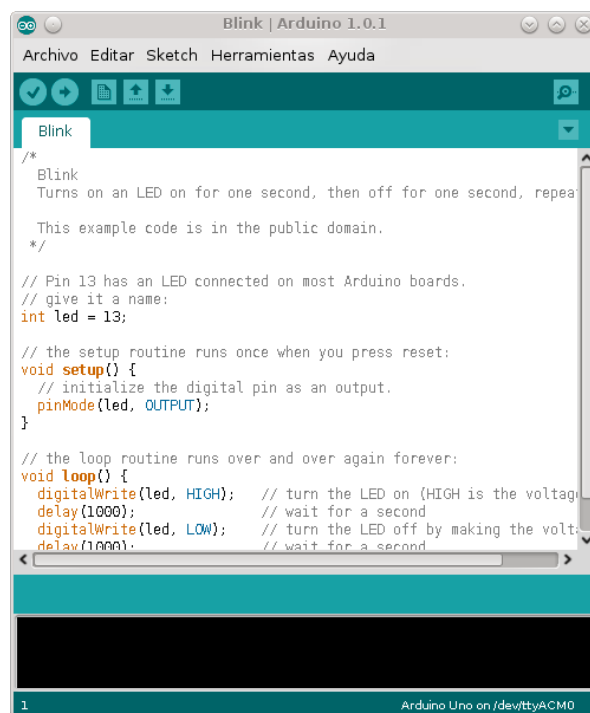 Blink | Arduino 1.0.1
Archivo Editar Sketch Herramientas Ayuda
Blink
/*
  Blink
  Turns on an LED on for one second, then off for one second, repea
  This example code is in the public domain.
 */
// Pin 13 has an LED connected on most Arduino boards.
// give it a name:
int led = 13;
// the setup routine runs once when you press reset:
void setup() {
  // initialize the digital pin as an output.
  pinMode(led, OUTPUT);
}
// the loop routine runs over and over again forever:
void loop() {
  digitalWrite(led, HIGH);   // turn the LED on (HIGH is the voltag
  delay(1000);               // wait for a second
  digitalWrite(led, LOW);    // turn the LED off by making the volt
  delay(1000);               // wait for a second
1
Arduino Uno on /dev/ttyACM0